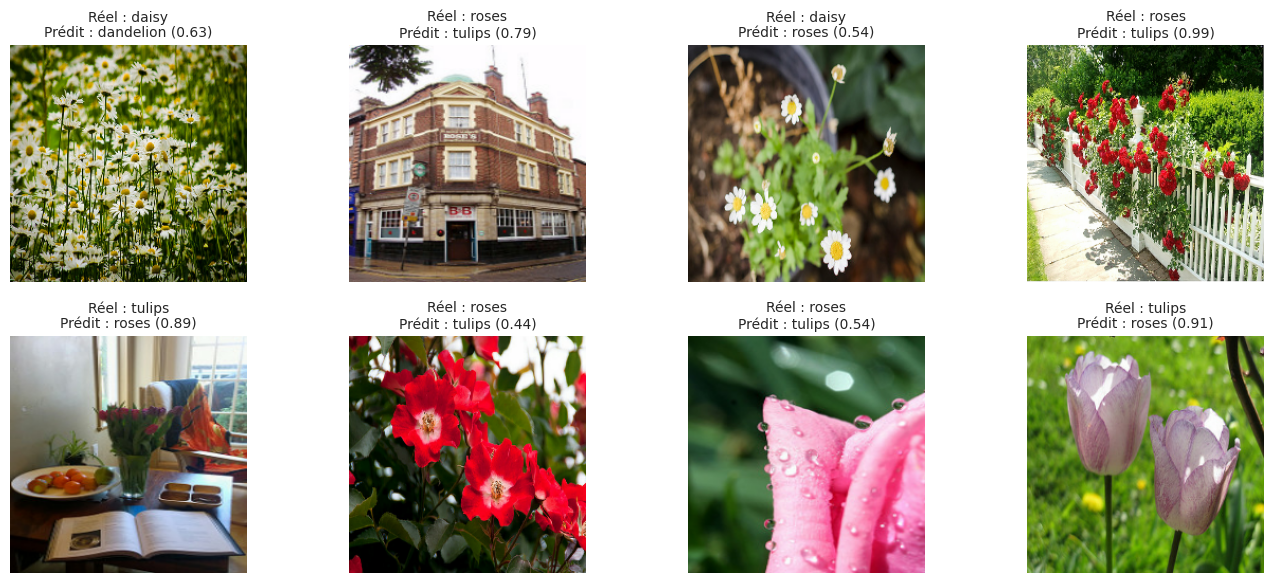 Réel : daisy
Prédit : dandelion (0.63)
Réel : roses
Prédit : tulips (0.79)
Réel : daisy
Prédit : roses (0.54)
Réel : roses
Prédit : tulips (0.99)
ROSE'S
B&B
Réel : tulips
Prédit : roses (0.89)
Réel : roses
Prédit : tulips (0.44)
Réel : roses
Prédit : tulips (0.54)
Réel : tulips
Prédit : roses (0.91)